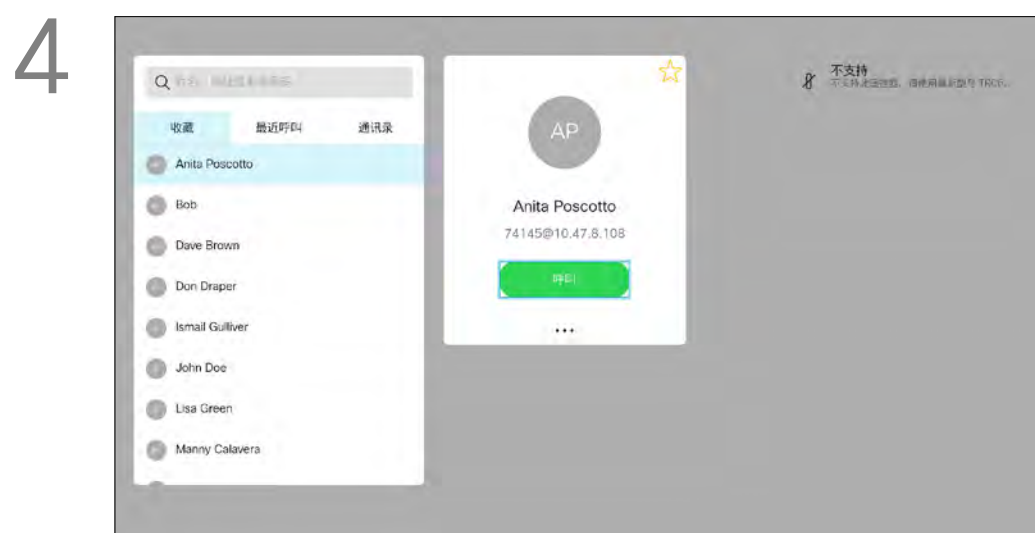 4
收藏 最近呼叫 通讯录
Anita Poscotto
Bob
Dave Brown
Don Draper
Ismail Gulliver
John Doe
Lisa Green
Manny Calavera
AP
Anita Poscotto
74145@10.47.8.108
呼叫
不支持